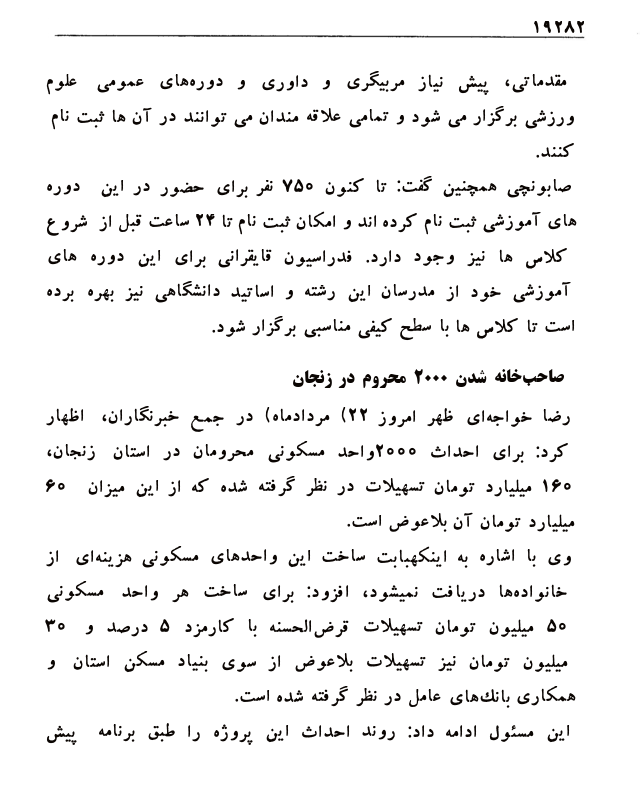 ۱۹۲۸۲
مقدماتی، پیش نیاز مربیگری و داوری و دوره‌های عمومی علوم
ورزشی برگزار می شود و تمامی علاقه مندان می توانند در آن ها ثبت نام
کنند.
صابونچی همچنین گفت: تا کنون ۷۵۰ نفر برای حضور در این دوره
های آموزشی ثبت نام کرده اند و امکان ثبت نام تا ۲۴ ساعت قبل از شروع
کلاس ها نیز وجود دارد. فدراسیون قایقرانی برای این دوره های
آموزشی خود از مدرسان این رشته و اساتید دانشگاهی نیز بهره برده
است تا کلاس ها با سطح کیفی مناسبی برگزار شود.
صاحب‌خانه شدن ۲۰۰۰ محروم در زنجان
رضا خواجه‌ای ظهر امروز ۲۲) مردادماه) در جمع خبرنگاران، اظهار
کرد: برای احداث ۲۰۰۰واحد مسکونی محرومان در استان زنجان،
۱۶۰ میلیارد تومان تسهیلات در نظر گرفته شده که از این میزان ۶۰
میلیارد تومان آن بلاعوض است.
وی با اشاره به اینکهبابت ساخت این واحدهای مسکونی هزینه‌ای از
خانواده‌ها دریافت نمیشود، افزود: برای ساخت هر واحد مسکونی
۵۰ میلیون تومان تسهیلات قرض‌الحسنه با کارمزد ۵ درصد و ۳۰
میلیون تومان نیز تسهیلات بلاعوض از سوی بنیاد مسکن استان و
همکاری بانك‌های عامل در نظر گرفته شده است.
این مسئول ادامه داد: روند احداث این پروژه را طبق برنامه پیش